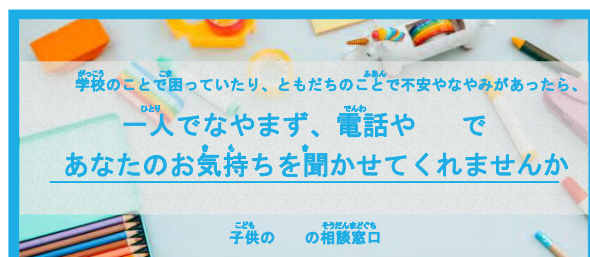 学校のことで困っていたり、ともだちのことで不安やなやみがあったら、
一人でなやまず、電話や　　で
あなたのお気持ちを聞かせてくれませんか
子供の　　の相談窓口